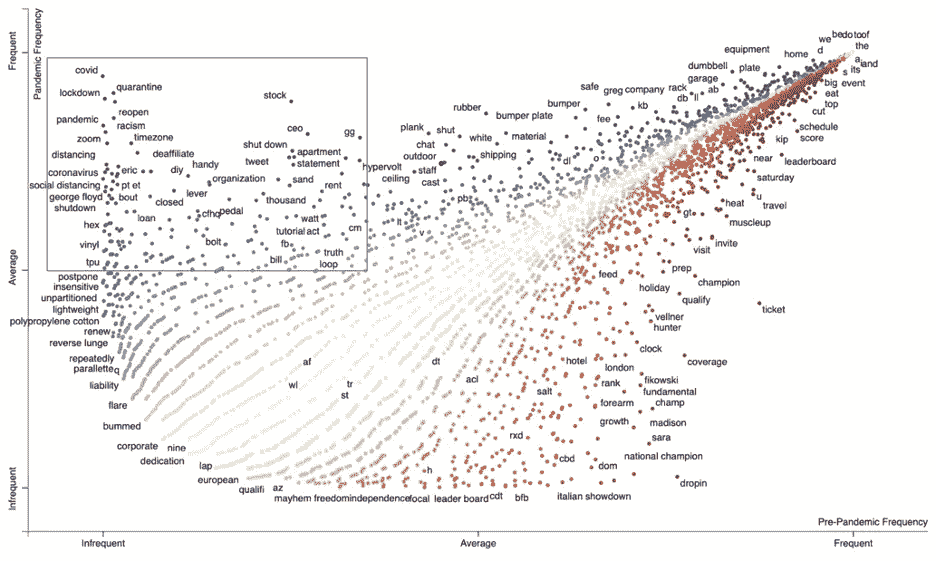 Frequent
Pandemic Frequency
we bedotoof
d the
equipment home a and
s its
covid dumbbell plate big event
safe greg company rack garage ab eat
lockdown quarantine stock db ll top
rubber bumper kb cut
reopen bumper plate fee
pandemic racism ceo gg plank shut white material kip schedule
zoom timezone shut down chat score
distancing deaffiliate apartment outdoor shipping dl o near leaderboard
coronavirus eric diy handy tweet statement hypervolt staff saturday
social distancing pt et organization sand ceiling cast
george floyd bout lever rent u
shutdown closed thousand pb heat travel
loan cfhq pedal watt lt gt muscleup
hex tutorial act cm v
vinyl bolt fb invite
truth visit
tpu bill loop
Average
postpone feed prep
insensitive holiday champion
unpartitioned qualify
lightweight vellner ticket
polypropylene cotton hunter
renew
reverse lunge clock
repeatedly af dt hotel coverage
parallette q london
liability wl tr acl rank fikowski
st salt fundamental
flare forearm champ
bummed growth madison
rxd sara
corporate nine
dedication cbd national champion
lap h dom
european dropin
qualifi az
mayhem freedom independence focal leader board cdt bfb italian showdown
Infrequent
Pre-Pandemic Frequency
Infrequent Average Frequent